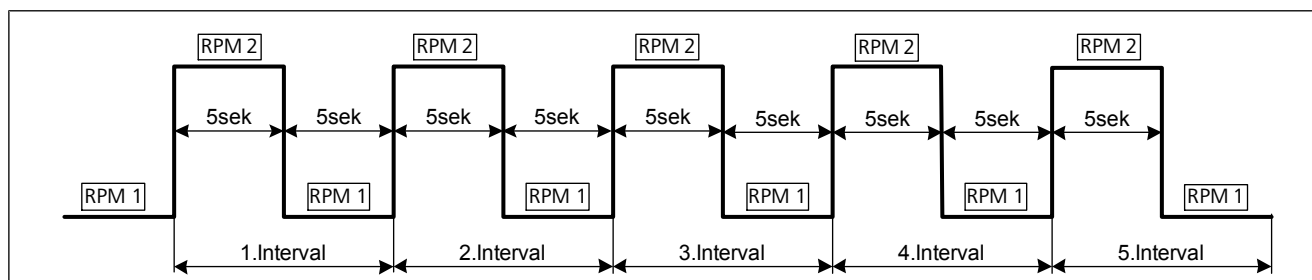 RPM 2 RPM 2 RPM 2 RPM 2 RPM 2
5sek 5sek 5sek 5sek 5sek 5sek 5sek 5sek 5sek
RPM 1 RPM 1 RPM 1 RPM 1 RPM 1 RPM 1
1.Interval 2.Interval 3.Interval 4.Interval 5.Interval